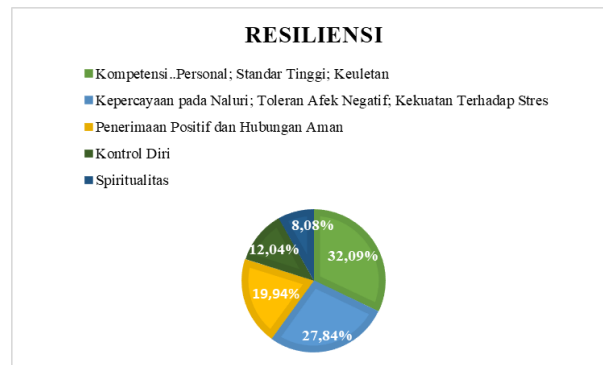 RESILIENSI
Kompetensi..Personal; Standar Tinggi; Keuletan
Kepercayaan pada Naluri; Toleran Afek Negatif; Kekuatan Terhadap Stres
Penerimaan Positif dan Hubungan Aman
Kontrol Diri
Spiritualitas
8,08%
12,04%
32,09%
19,94%
27,84%